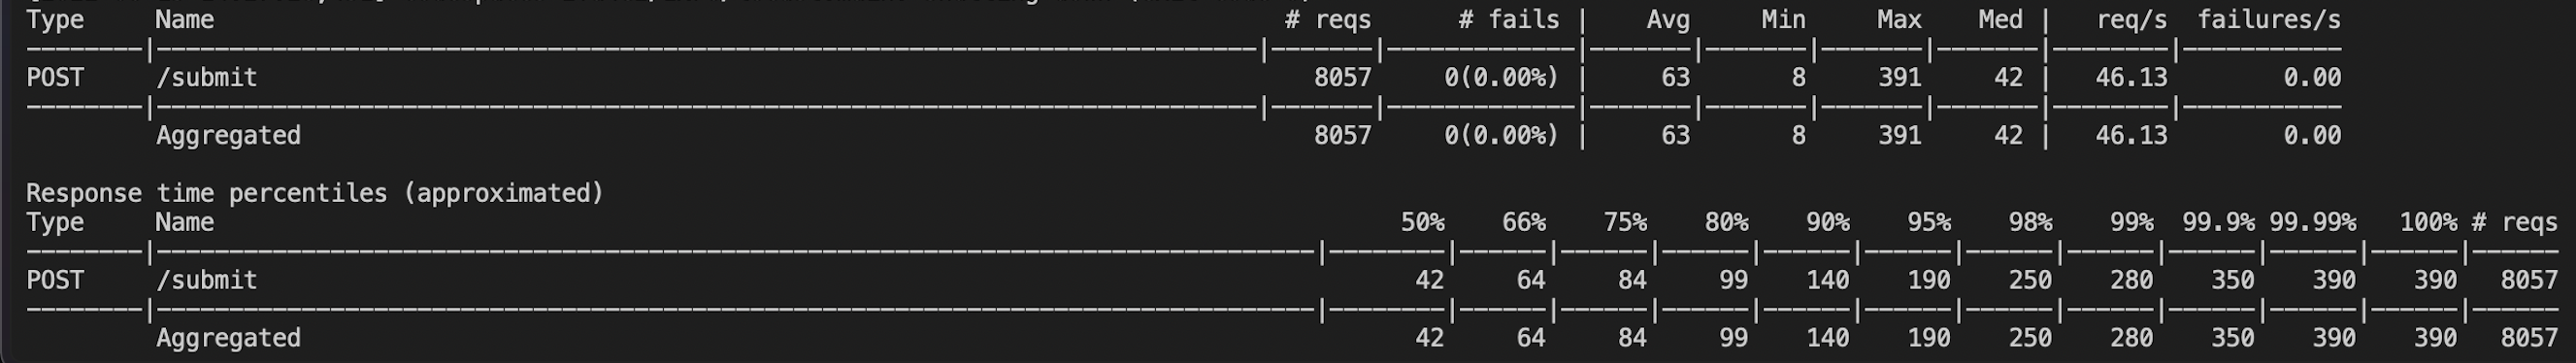 Type Name # reqs # fails | Avg Min Max Med | req/s failures/s
--------|----------------------------------------------------------------------------|-------|-------------|-------|-------|-------|-------|--------|-----------
POST /submit 8057 0(0.00%) | 63 8 391 42 | 46.13 0.00
--------|----------------------------------------------------------------------------|-------|-------------|-------|-------|-------|-------|--------|-----------
Aggregated 8057 0(0.00%) | 63 8 391 42 | 46.13 0.00
Response time percentiles (approximated)
Type Name 50% 66% 75% 80% 90% 95% 98% 99% 99.9% 99.99% 100% # reqs
--------|--------------------------------------------------------------------------------|--------|------|------|------|------|------|------|------|------|------|------|------
POST /submit 42 64 84 99 140 190 250 280 350 390 390 8057
--------|--------------------------------------------------------------------------------|--------|------|------|------|------|------|------|------|------|------|------|------
Aggregated 42 64 84 99 140 190 250 280 350 390 390 8057